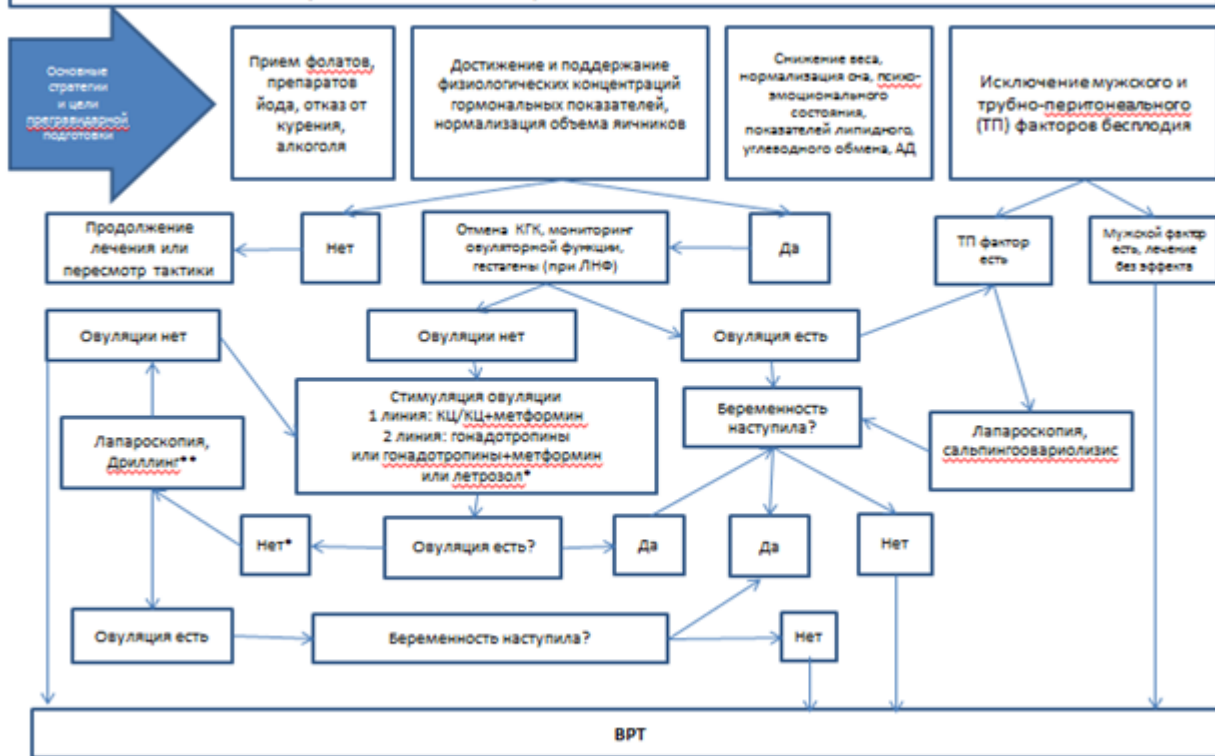 Основные
стратегии
и цели
прегравидарной
подготовки
Прием фолатов,
препаратов
йода, отказ от
курения,
алкоголя
Достижение и поддержание
физиологических концентраций
гормональных показателей,
нормализация объема яичников
Снижение веса,
нормализация сна, психо-
эмоционального
состояния,
показателей липидного,
углеводного обмена, АД
Исключение мужского и
трубно-перитонеального
(ТП) факторов бесплодия
Продолжение
лечения или
пересмотр тактики
Нет
Отмена КГК, мониторинг
овуляторной функции,
гестагены (при ЛНФ)
Да
ТП фактор
есть
Мужской фактор
есть, лечение
без эффекта
Овуляции нет
Овуляции нет
Овуляция есть
Стимуляция овуляции
1 линия: КЦ/КЦ+метформин
2 линия: гонадотропины
или гонадотропины+метформин
или летрозол*
Беременность
наступила?
Лапароскопия,
Дриллинг**
Лапароскопия,
сальпингоовариолизис
Нет*
Овуляция есть?
Да
Да
Нет
Овуляция есть
Беременность наступила?
Нет
ВРТ